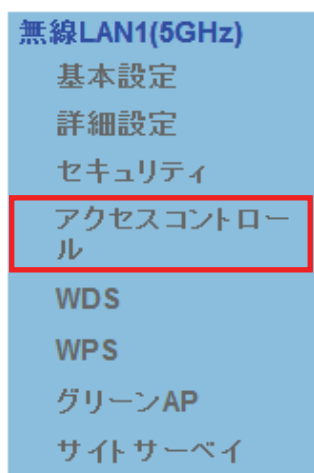 無線LAN1(5GHz)
基本設定
詳細設定
セキュリティ
アクセスコントロー
ル
WDS
WPS
グリーンAP
サイトサーベイ